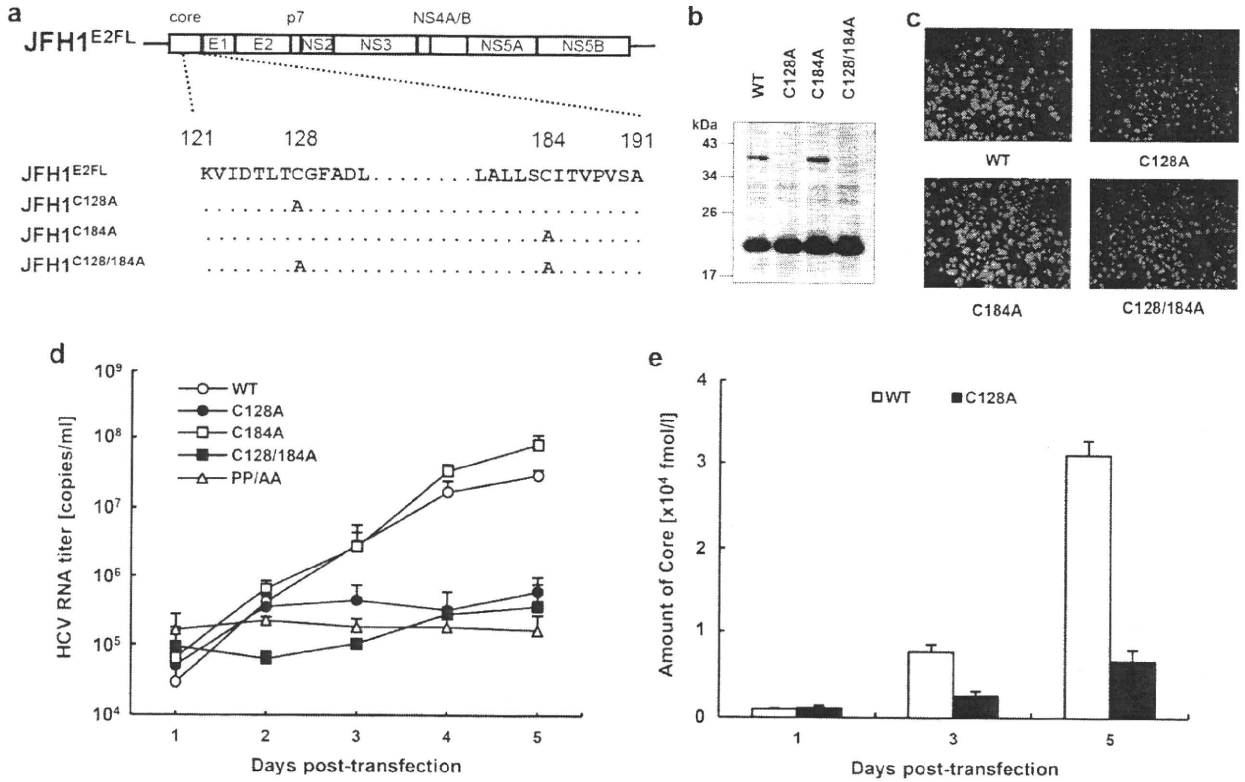 a
core p7 NS4A/B
JFH1E2FL E1 E2 NS2 NS3 NS5A NS5B
121 128 184 191
JFH1E2FL KVIDTLTCGFADL.........LALLSCITVPVSA
JFH1C128A .......A.............................
JFH1C184A ...........................A.........
JFH1C128/184A .......A...................A.........
b
WT C128A C184A C128/184A
kDa
43
34
26
17
c
WT C128A
C184A C128/184A
d
HCV RNA titer [copies/ml]
10^9
10^8
10^7
10^6
10^5
10^4
WT
C128A
C184A
C128/184A
PP/AA
1 2 3 4 5
Days post-transfection
e
Amount of Core [x10^4 fmol/l]
4
3
2
1
0
WT C128A
1 3 5
Days post-transfection